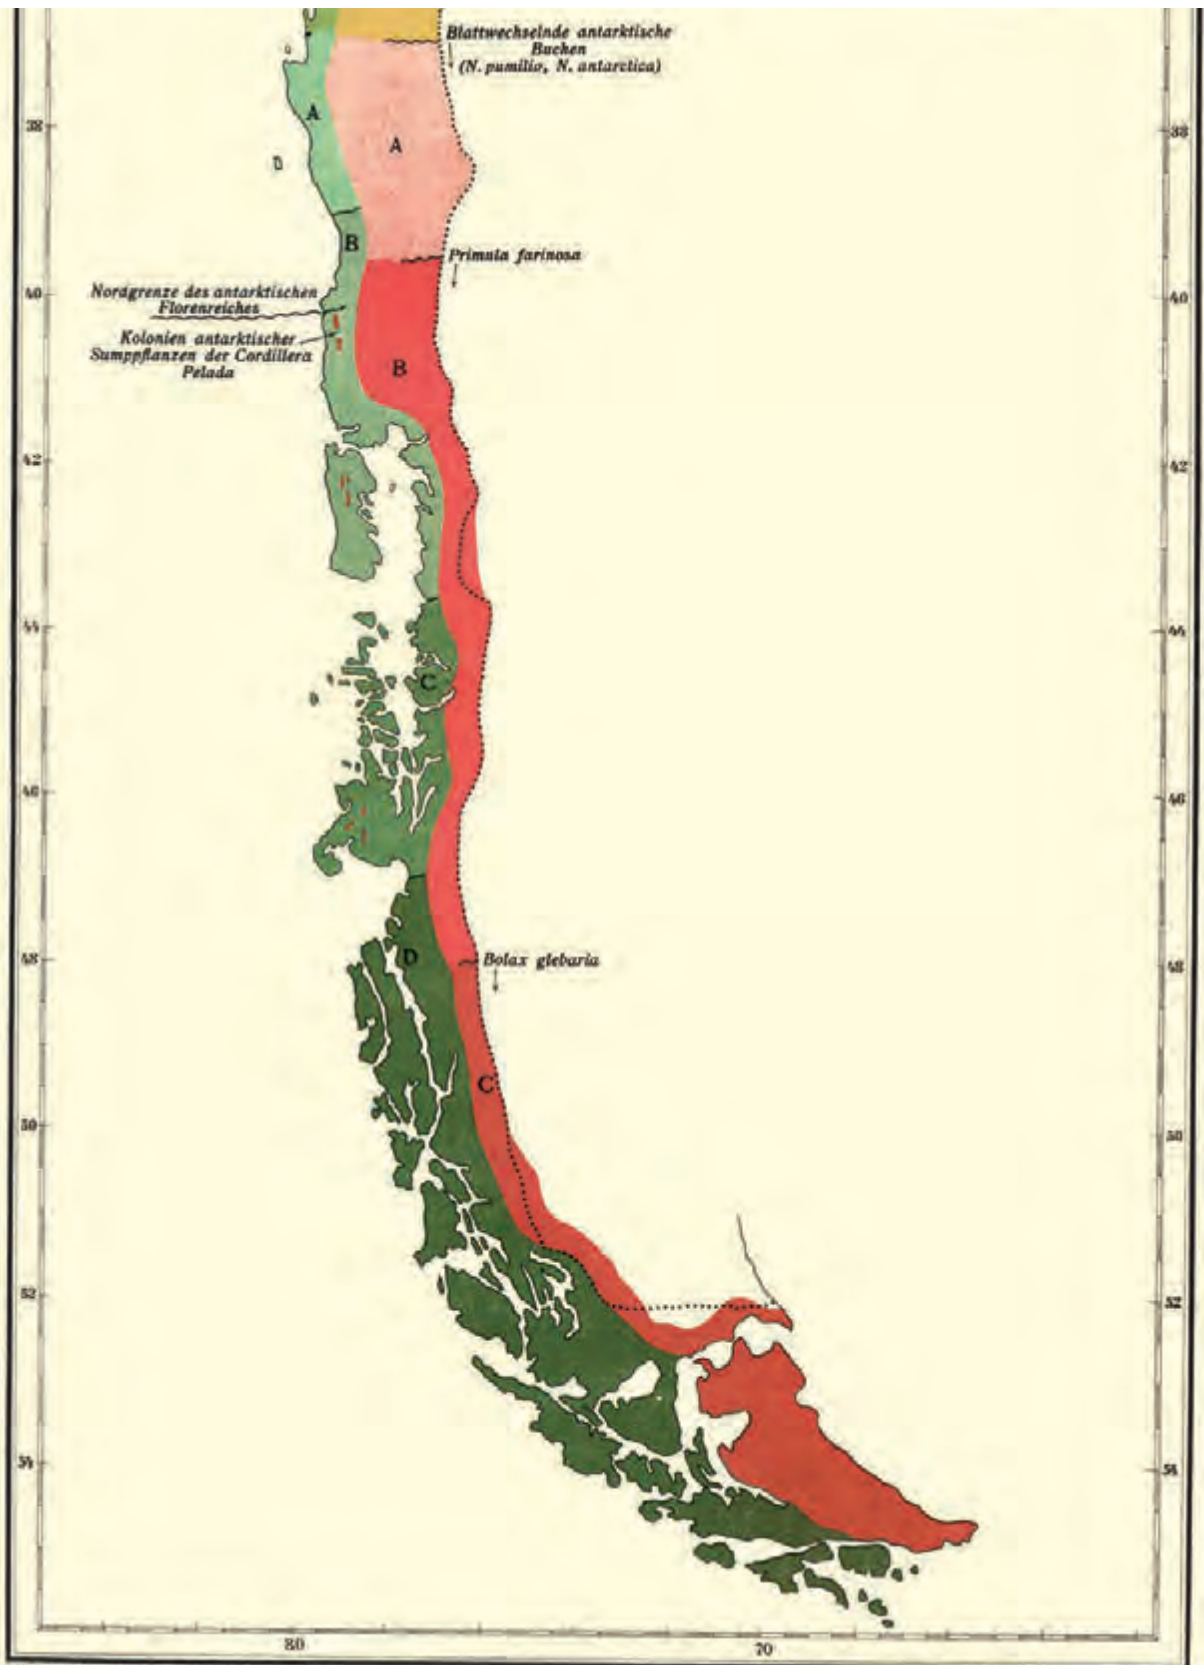 Blattwechselnde antarktische
Buchen
(N. pumilio, N. antarctica)
A
A
38
38
B
Primula farinosa
Nordgrenze des antarktischen
Florenreiches
40
40
Kolonien antarktischer
Sumppflanzen der Cordillera
Pelada
B
42
42
44
44
C
46
46
D
Bolax glebaria
48
48
C
50
50
52
52
54
54
80
70